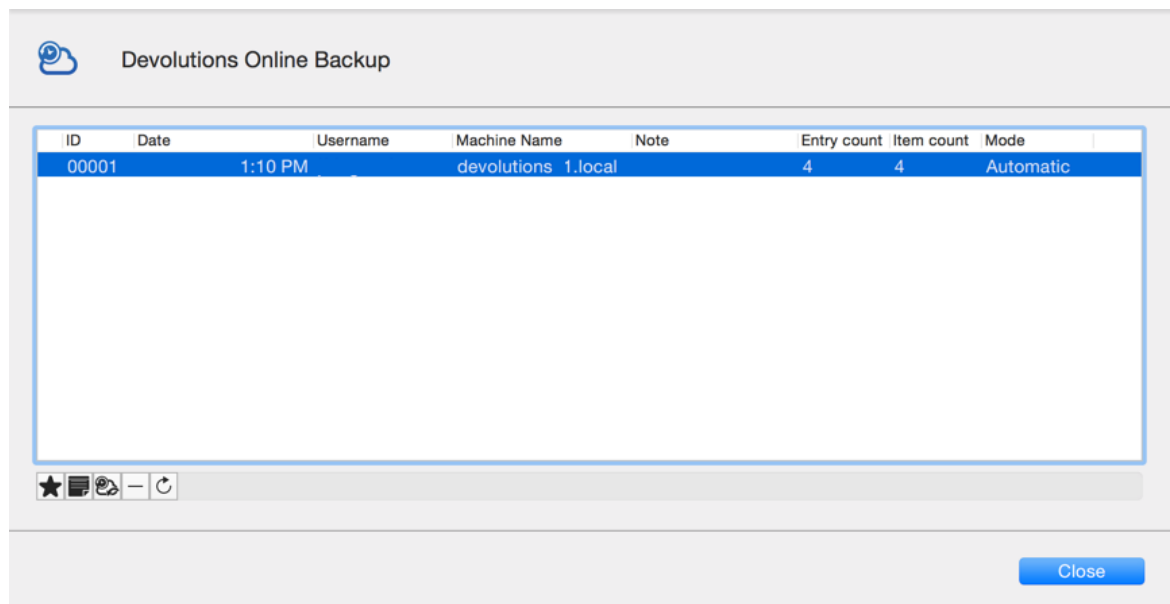 Devolutions Online Backup
ID Date Username Machine Name Note Entry count Item count Mode
00001 1:10 PM devolutions 1.local 4 4 Automatic
Close